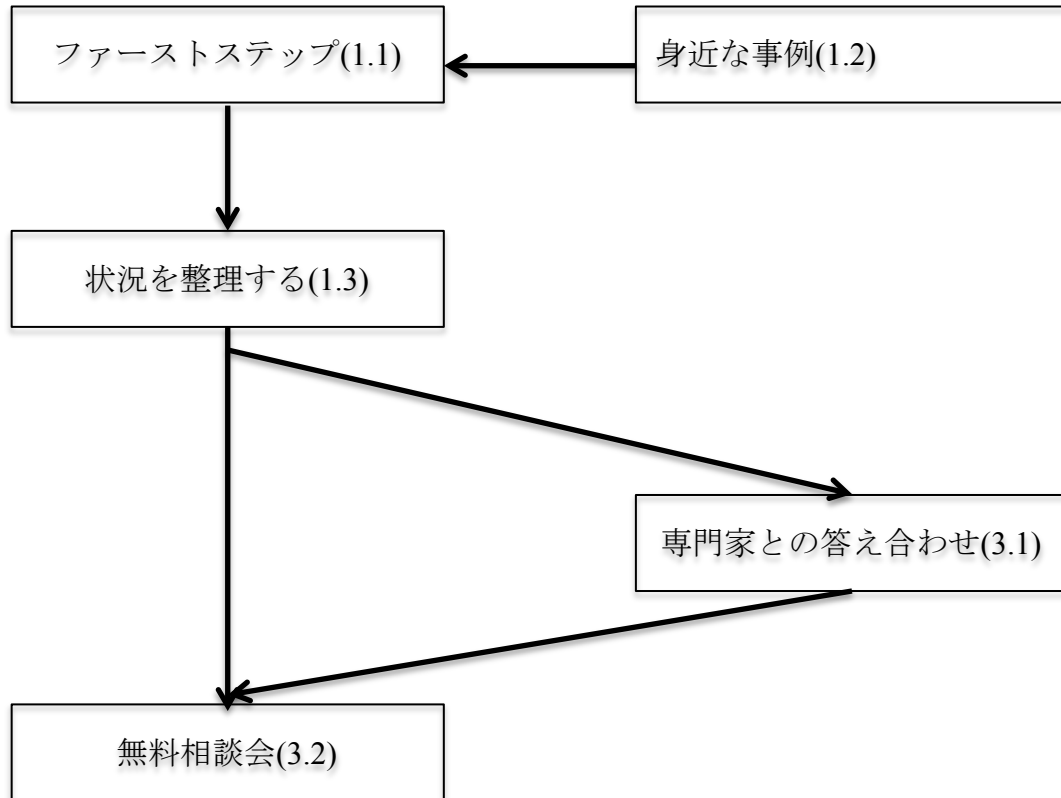 ファーストステップ(1.1)
身近な事例(1.2)
状況を整理する(1.3)
専門家との答え合わせ(3.1)
無料相談会(3.2)